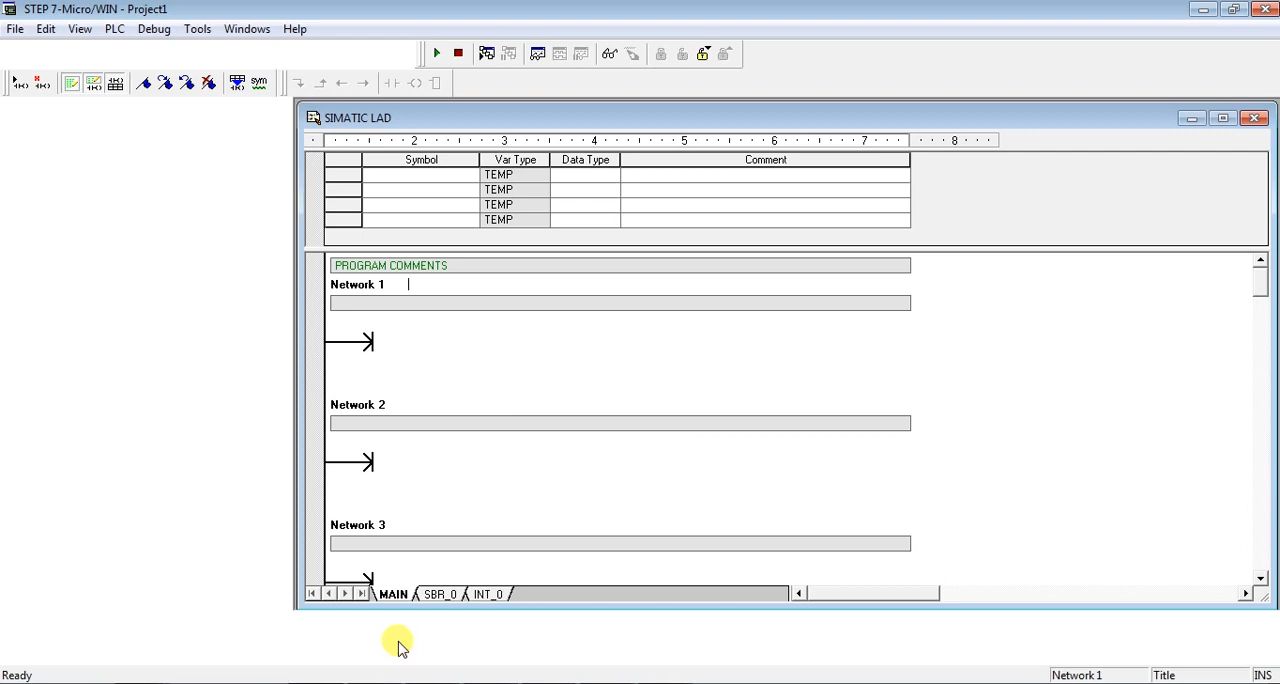 STEP 7-Micro/WIN - Project1
File Edit View PLC Debug Tools Windows Help
sym
SIMATIC LAD
2 3 4 5 6 7 8
Symbol Var Type Data Type Comment
TEMP
TEMP
TEMP
TEMP
PROGRAM COMMENTS
Network 1
Network 2
Network 3
MAIN SBR_0 INT_0
Ready Network 1 Title INS